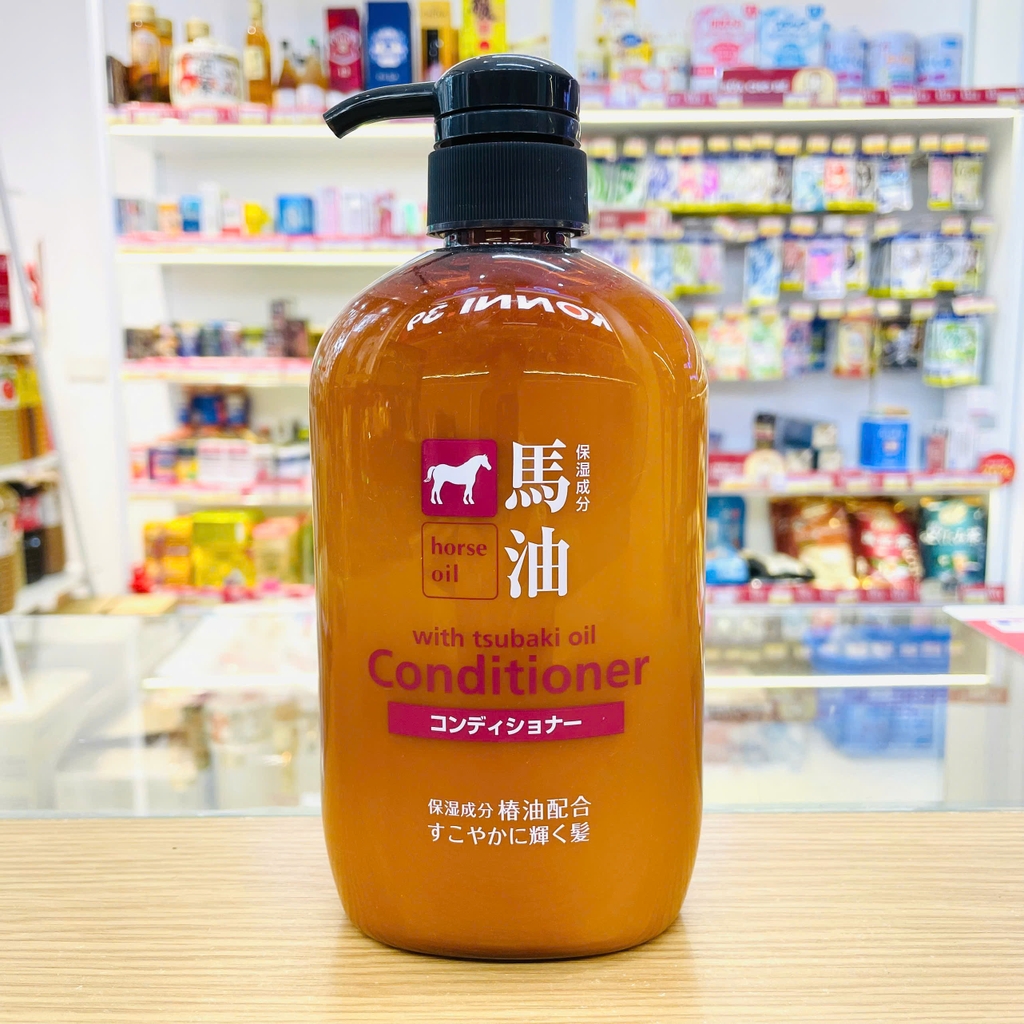 KONNI 39
馬油
保湿成分
horse
oil
with tsubaki oil
Conditioner
コンディショナー
保湿成分 椿油配合
すこやかに輝く髪